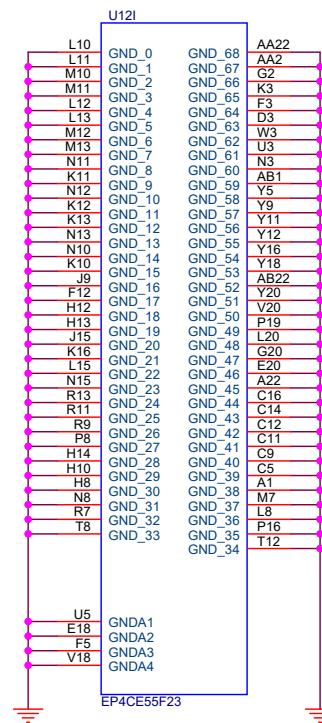 U12I
L10 GND_0 GND_68 AA22
L11 GND_1 GND_67 AA2
M10 GND_2 GND_66 G2
M11 GND_3 GND_65 K3
L12 GND_4 GND_64 F3
L13 GND_5 GND_63 D3
M12 GND_6 GND_62 W3
M13 GND_7 GND_61 U3
N11 GND_8 GND_60 N3
K11 GND_9 GND_59 AB1
N12 GND_10 GND_58 Y5
K12 GND_11 GND_57 Y9
K13 GND_12 GND_56 Y11
N13 GND_13 GND_55 Y12
N10 GND_14 GND_54 Y16
K10 GND_15 GND_53 Y18
J9 GND_16 GND_52 AB22
F12 GND_17 GND_51 Y20
H12 GND_18 GND_50 V20
H13 GND_19 GND_49 P19
J15 GND_20 GND_48 L20
K16 GND_21 GND_47 G20
L15 GND_22 GND_46 E20
N15 GND_23 GND_45 A22
R13 GND_24 GND_44 C16
R11 GND_25 GND_43 C14
R9 GND_26 GND_42 C12
P8 GND_27 GND_41 C11
H14 GND_28 GND_40 C9
H10 GND_29 GND_39 C5
H8 GND_30 GND_38 A1
N8 GND_31 GND_37 M7
R7 GND_32 GND_36 L8
T8 GND_33 GND_35 P16
GND_34 T12
U5 GNDA1
E18 GNDA2
F5 GNDA3
V18 GNDA4
EP4CE55F23